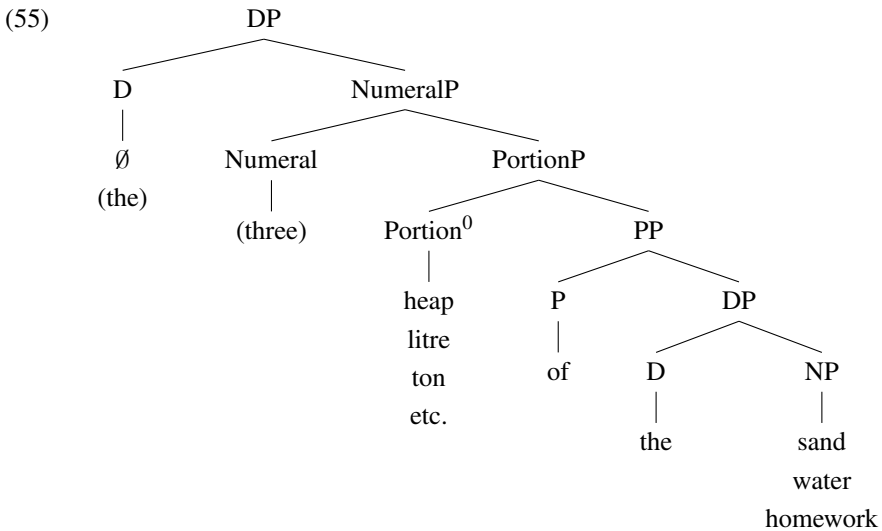 (55) DP
D NumeralP
∅ Numeral PortionP
(the)
(three) Portion⁰ PP
heap P DP
litre
ton of D NP
etc.
the sand
water
homework